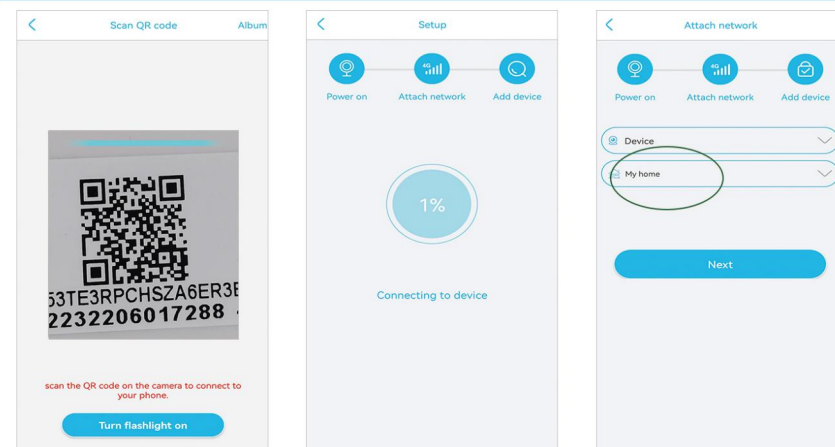 Scan QR code
Album
53TE3RPCHSZA6ER3E
2232206017288
scan the QR code on the camera to connect to
your phone.
Turn flashlight on
Setup
4G
Power on
Attach network
Add device
1%
Connecting to device
Attach network
4G
Power on
Attach network
Add device
Device
My home
Next